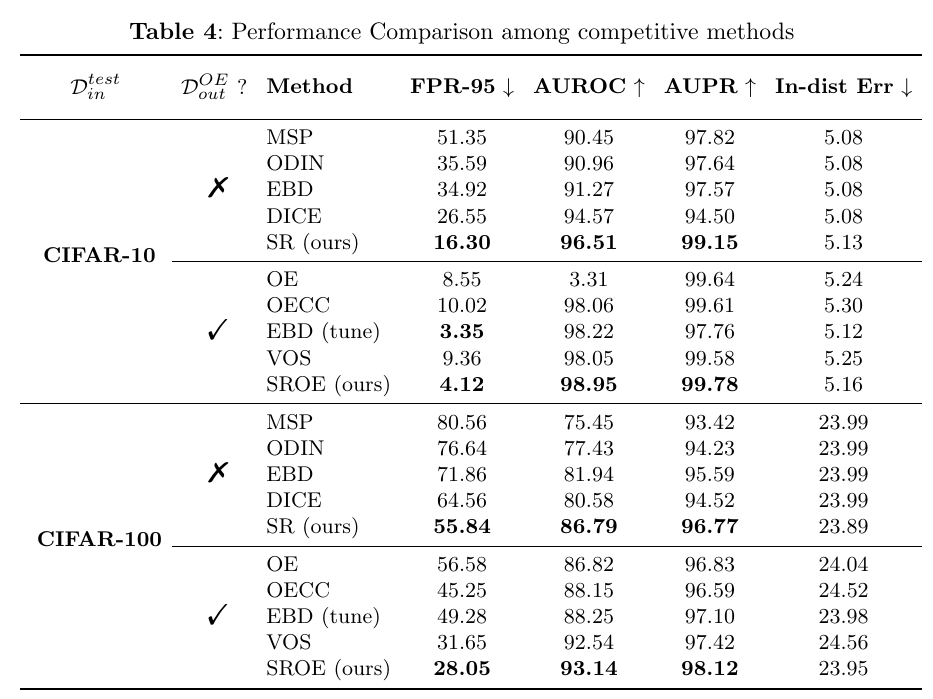 Table 4: Performance Comparison among competitive methods
𝒟_in^test 𝒟_out^OE ? Method FPR-95 ↓ AUROC ↑ AUPR ↑ In-dist Err ↓
MSP 51.35 90.45 97.82 5.08
ODIN 35.59 90.96 97.64 5.08
✗ EBD 34.92 91.27 97.57 5.08
DICE 26.55 94.57 94.50 5.08
SR (ours) 16.30 96.51 99.15 5.13
CIFAR-10
OE 8.55 3.31 99.64 5.24
OECC 10.02 98.06 99.61 5.30
✓ EBD (tune) 3.35 98.22 97.76 5.12
VOS 9.36 98.05 99.58 5.25
SROE (ours) 4.12 98.95 99.78 5.16
MSP 80.56 75.45 93.42 23.99
ODIN 76.64 77.43 94.23 23.99
✗ EBD 71.86 81.94 95.59 23.99
DICE 64.56 80.58 94.52 23.99
SR (ours) 55.84 86.79 96.77 23.89
CIFAR-100
OE 56.58 86.82 96.83 24.04
OECC 45.25 88.15 96.59 24.52
✓ EBD (tune) 49.28 88.25 97.10 23.98
VOS 31.65 92.54 97.42 24.56
SROE (ours) 28.05 93.14 98.12 23.95